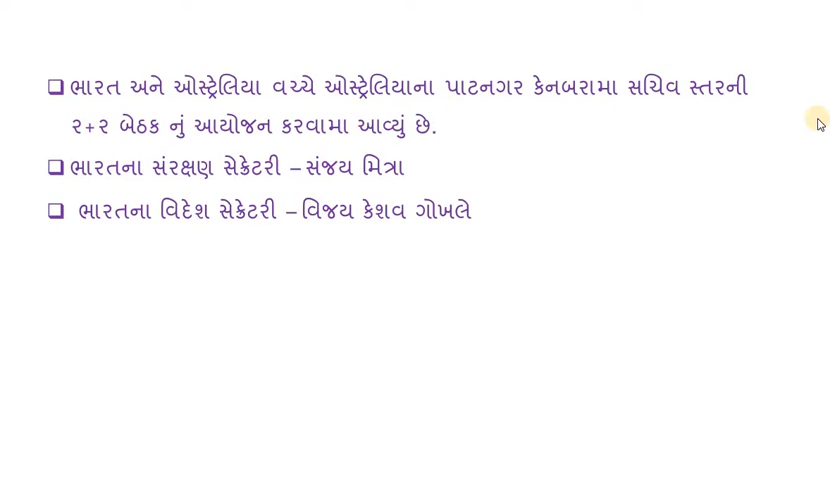 ભારત અને ઓસ્ટ્રેલિયા વચ્ચે ઓસ્ટ્રેલિયાના પાટનગર કેનબરામા સચિવ સ્તરની
૨+૨ બેઠક નું આયોજન કરવામા આવ્યું છે.
ભારતના સંરક્ષણ સેક્રેટરી – સંજય મિત્રા
ભારતના વિદેશ સેક્રેટરી – વિજય કેશવ ગોખલે